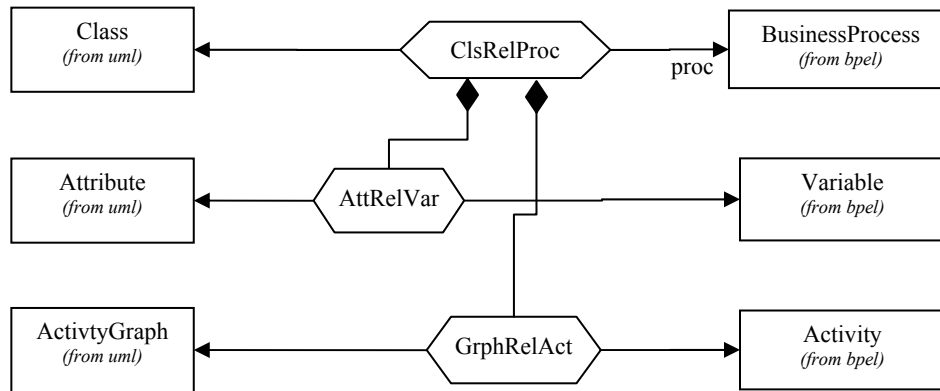 Class
(from uml)
ClsRelProc
proc
BusinessProcess
(from bpel)
Attribute
(from uml)
AttRelVar
Variable
(from bpel)
ActivtyGraph
(from uml)
GrphRelAct
Activity
(from bpel)